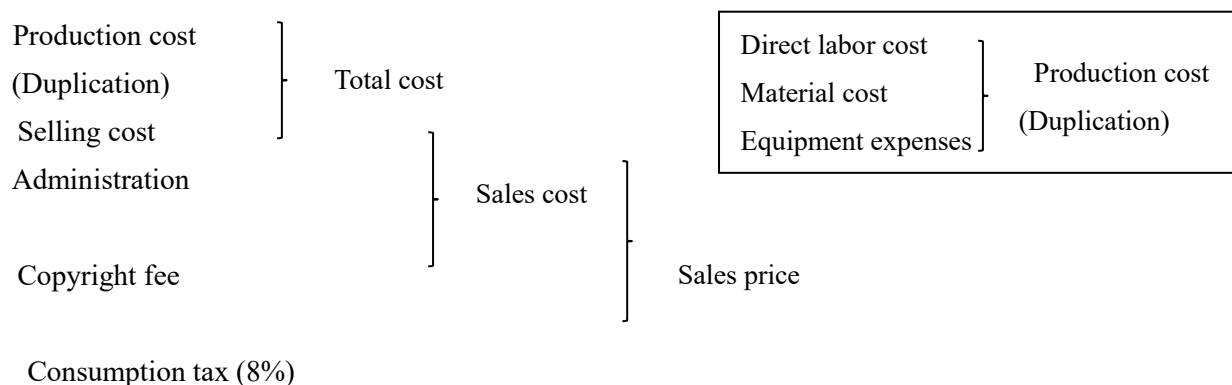 Production cost
(Duplication)
Selling cost
Administration
Copyright fee
Consumption tax (8%)
Total cost
Sales cost
Sales price
Direct labor cost
Material cost
Equipment expenses
Production cost
(Duplication)